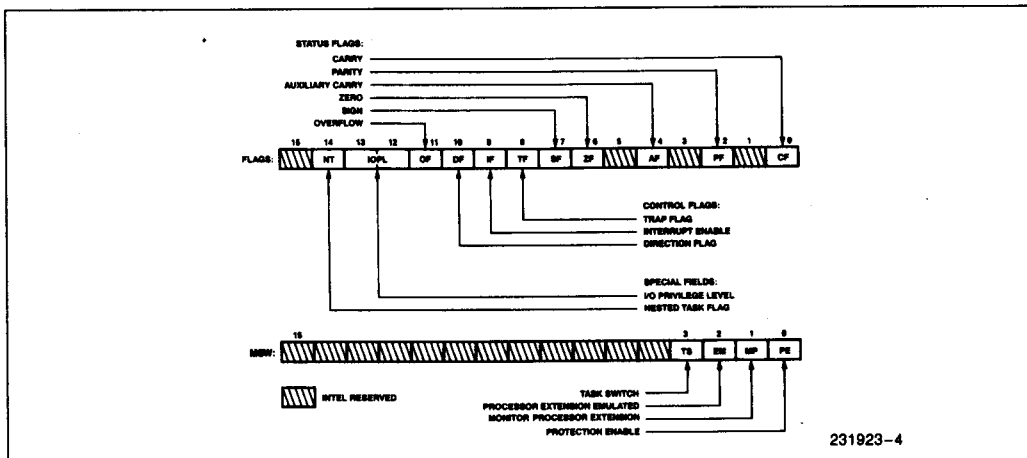 STATUS FLAGS:
CARRY
PARITY
AUXILIARY CARRY
ZERO
SIGN
OVERFLOW
15 14 13 12 11 10 9 8 7 6 5 4 3 2 1 0
FLAGS: NT IOPL OF DF IF TF SF ZF AF PF CF
CONTROL FLAGS:
TRAP FLAG
INTERRUPT ENABLE
DIRECTION FLAG
SPECIAL FIELDS:
I/O PRIVILEGE LEVEL
NESTED TASK FLAG
15 3 2 1 0
MSW: TS EM MP PE
INTEL RESERVED
TASK SWITCH
PROCESSOR EXTENSION EMULATED
MONITOR PROCESSOR EXTENSION
PROTECTION ENABLE
231923-4